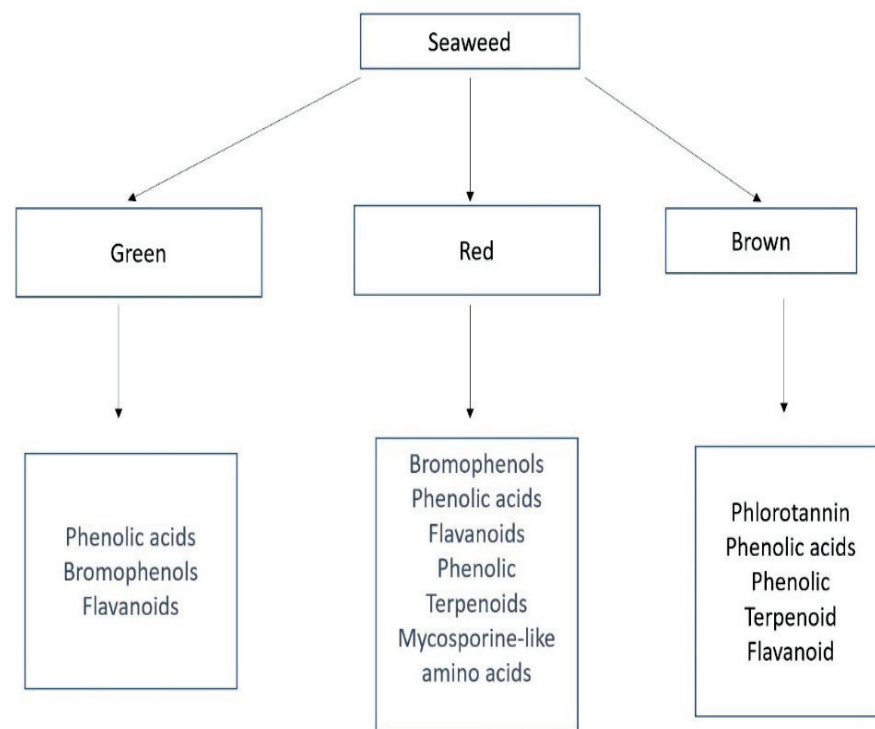 Seaweed
Green
Red
Brown
Phenolic acids
Bromophenols
Flavanoids
Bromophenols
Phenolic acids
Flavanoids
Phenolic
Terpenoids
Mycosporine-like
amino acids
Phlorotannin
Phenolic acids
Phenolic
Terpenoid
Flavanoid